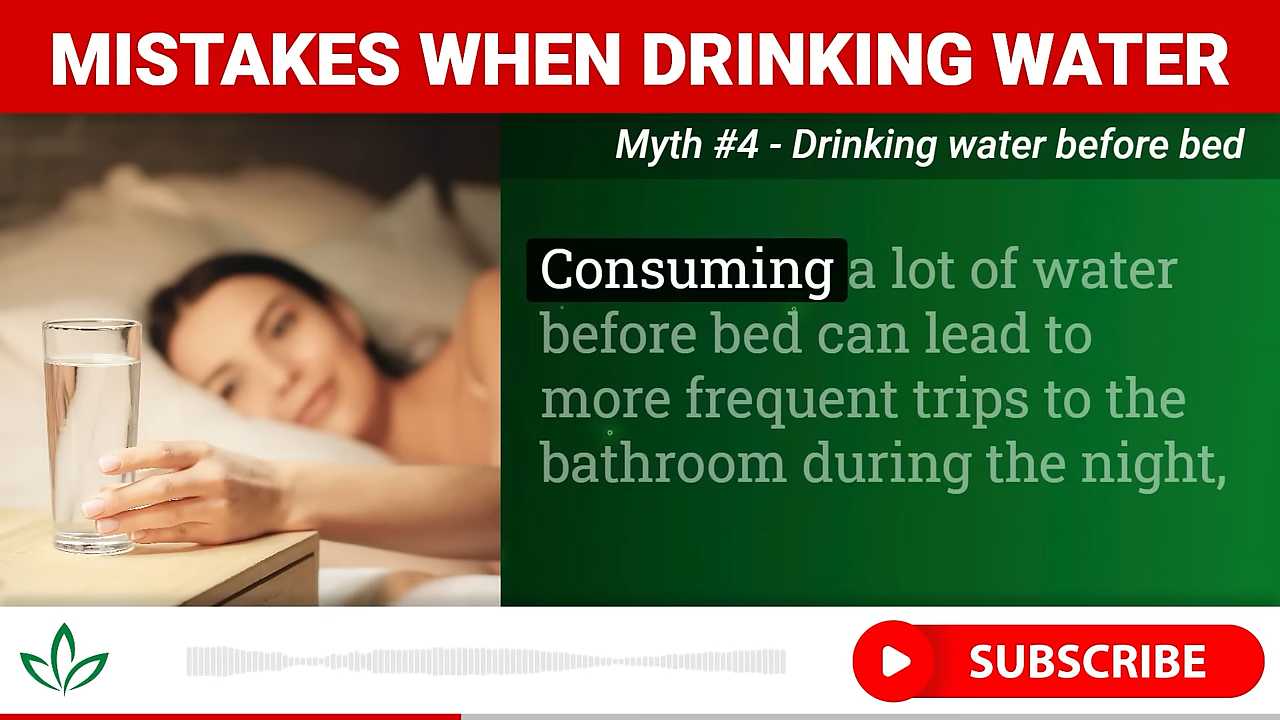 MISTAKES WHEN DRINKING WATER
Myth #4 - Drinking water before bed
Consuming a lot of water
before bed can lead to
more frequent trips to the
bathroom during the night,
SUBSCRIBE